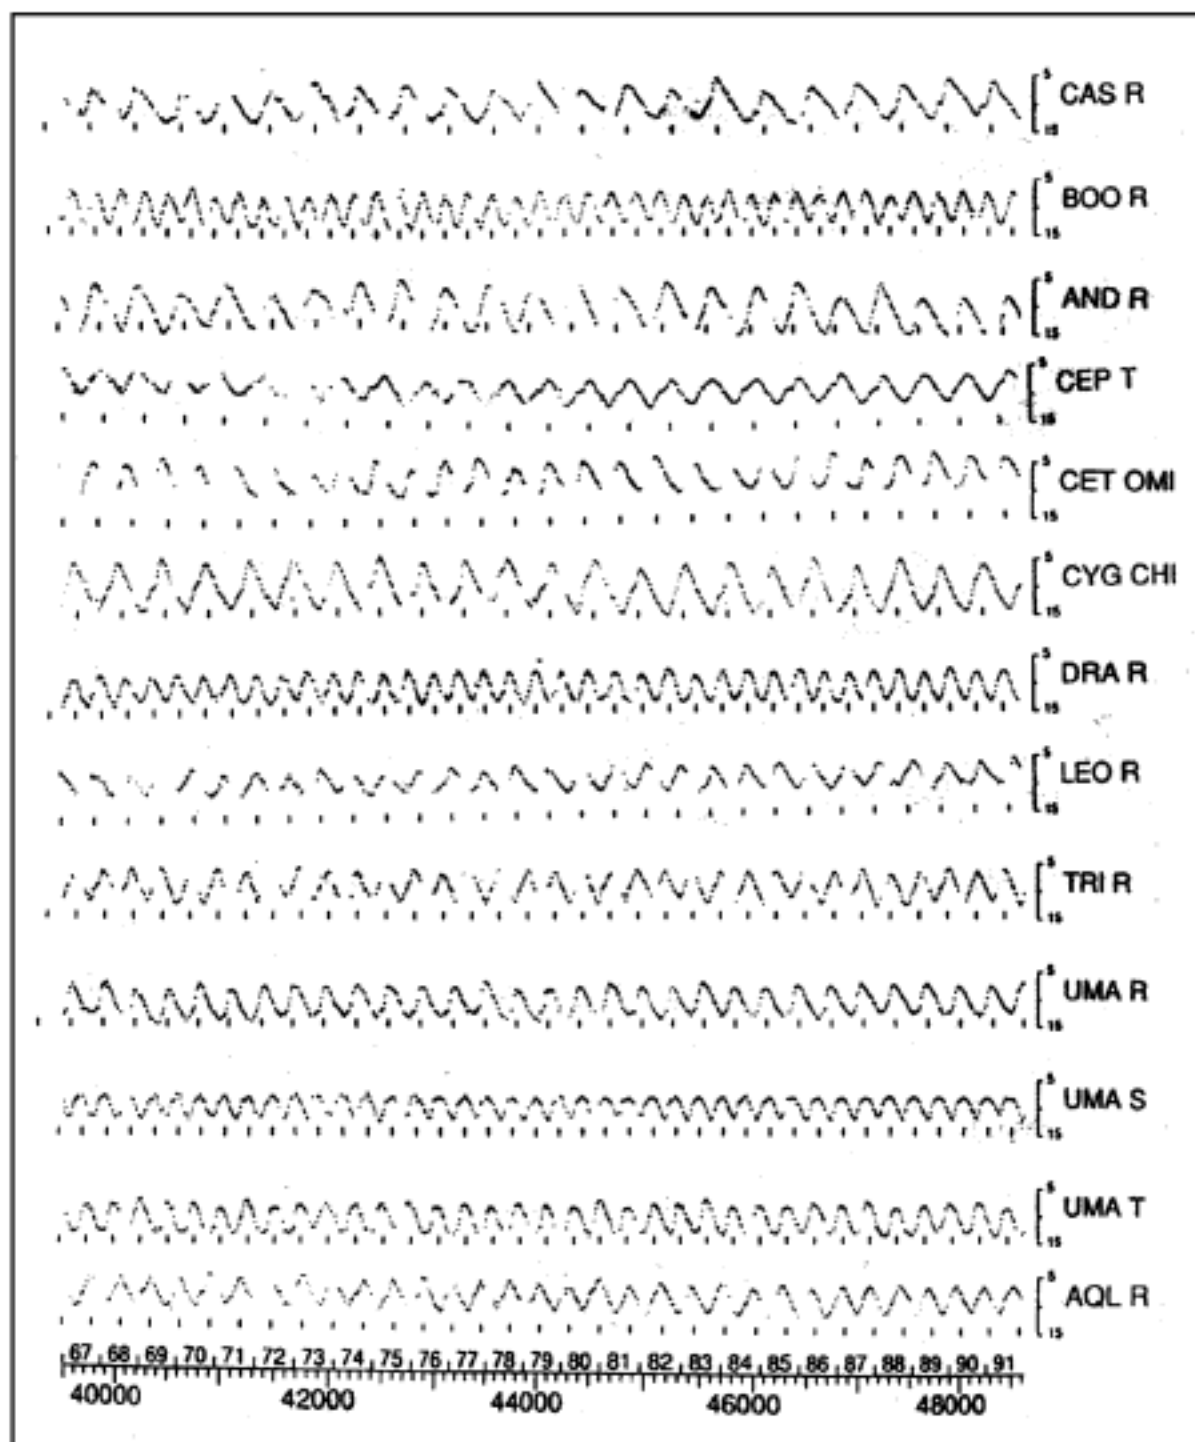 5
CAS R
15
5
BOO R
15
5
AND R
15
5
CEP T
15
5
CET OMI
15
5
CYG CHI
15
5
DRA R
15
5
LEO R
15
5
TRI R
15
5
UMA R
15
5
UMA S
15
5
UMA T
15
5
AQL R
15
67 68 69 70 71 72 73 74 75 76 77 78 79 80 81 82 83 84 85 86 87 88 89 90 91
40000 42000 44000 46000 48000